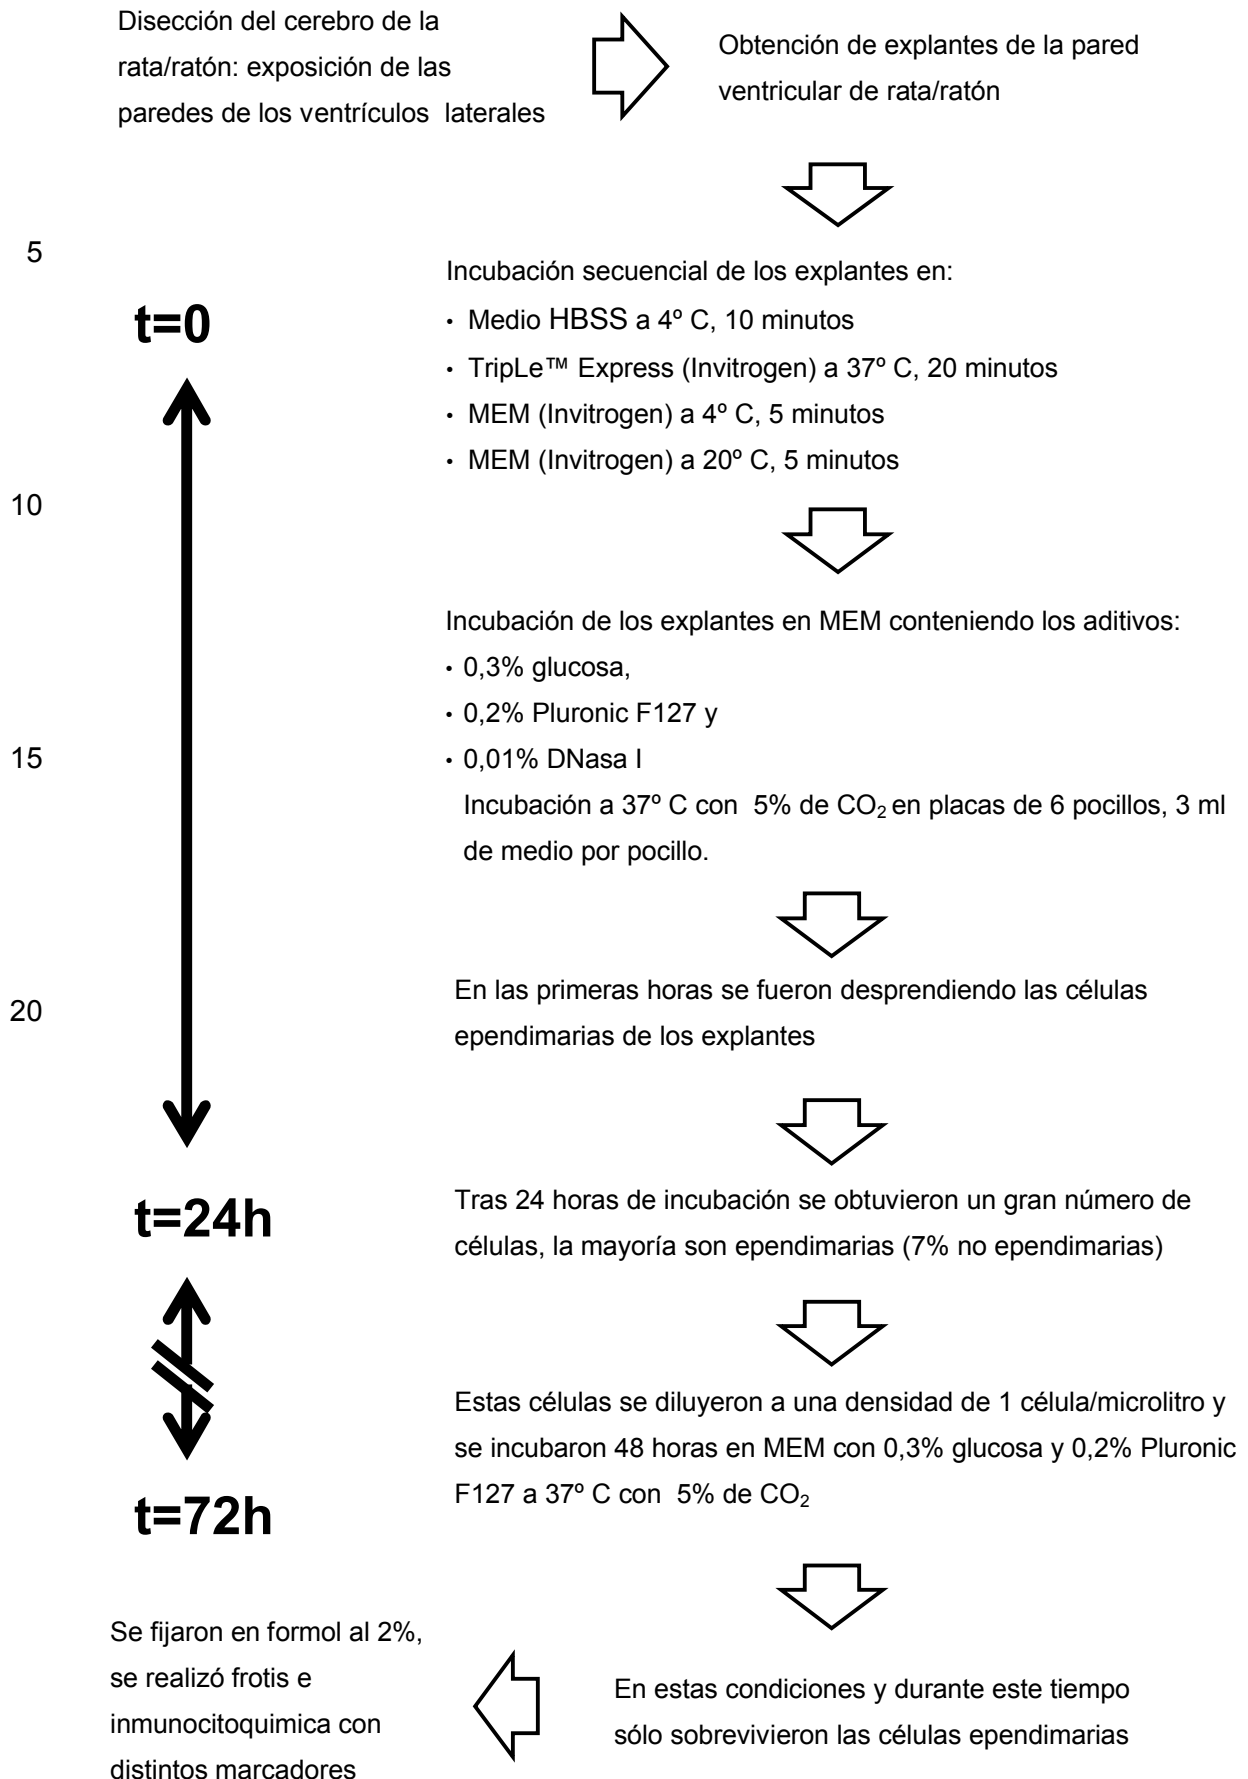 Disección del cerebro de la
rata/ratón: exposición de las
paredes de los ventrículos laterales
Obtención de explantes de la pared
ventricular de rata/ratón
5
t=0
Incubación secuencial de los explantes en:
• Medio HBSS a 4º C, 10 minutos
• TripLe™ Express (Invitrogen) a 37º C, 20 minutos
• MEM (Invitrogen) a 4º C, 5 minutos
• MEM (Invitrogen) a 20º C, 5 minutos
10
Incubación de los explantes en MEM conteniendo los aditivos:
• 0,3% glucosa,
• 0,2% Pluronic F127 y
15
• 0,01% DNasa I
Incubación a 37º C con 5% de CO₂ en placas de 6 pocillos, 3 ml
de medio por pocillo.
20
En las primeras horas se fueron desprendiendo las células
ependimarias de los explantes
t=24h
Tras 24 horas de incubación se obtuvieron un gran número de
células, la mayoría son ependimarias (7% no ependimarias)
Estas células se diluyeron a una densidad de 1 célula/microlitro y
se incubaron 48 horas en MEM con 0,3% glucosa y 0,2% Pluronic
F127 a 37º C con 5% de CO₂
t=72h
En estas condiciones y durante este tiempo
sólo sobrevivieron las células ependimarias
Se fijaron en formol al 2%,
se realizó frotis e
inmunocitoquimica con
distintos marcadores